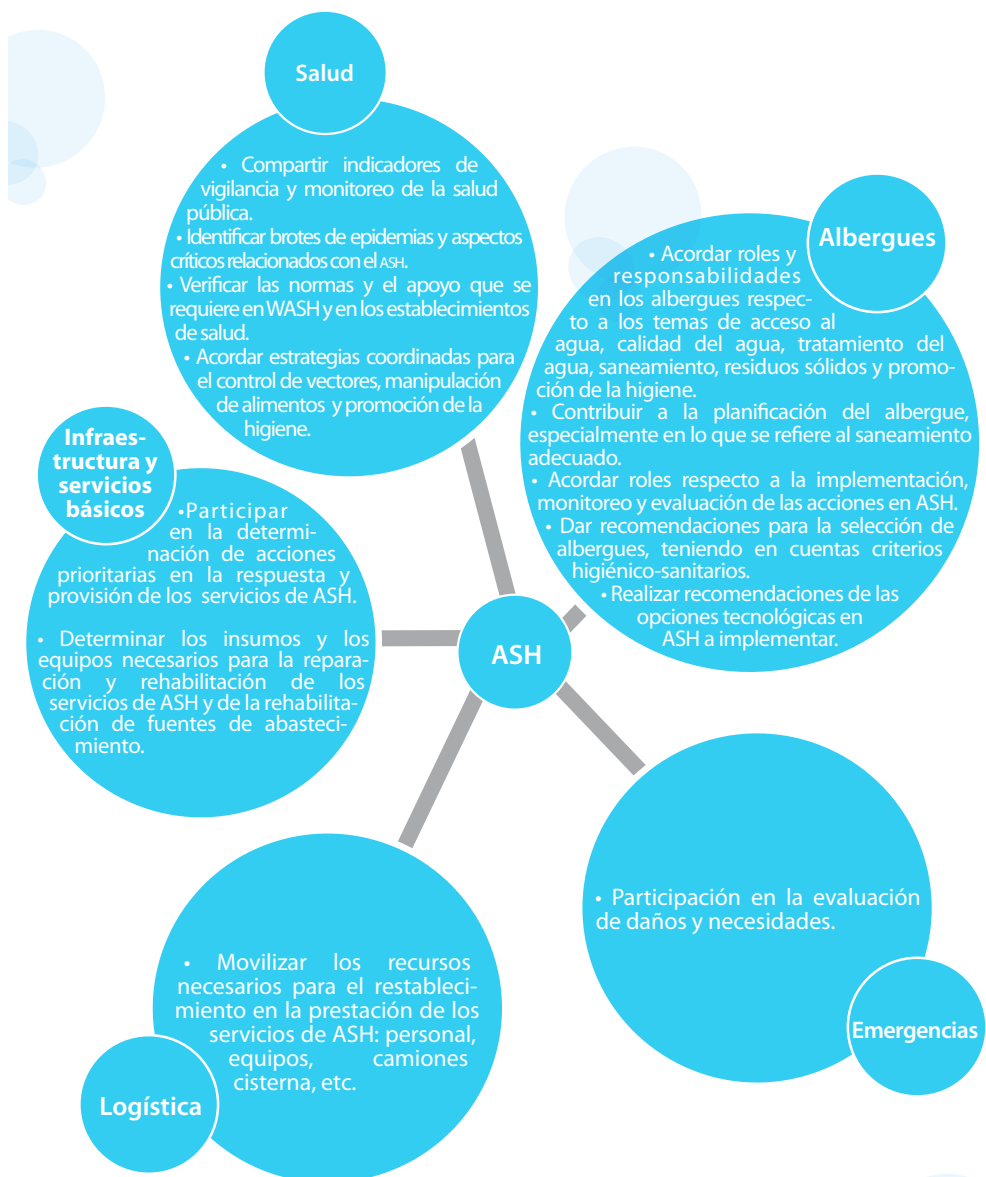 Salud
• Compartir indicadores de
vigilancia y monitoreo de la salud
pública.
• Identificar brotes de epidemias y aspectos
críticos relacionados con el ASH.
• Verificar las normas y el apoyo que se
requiere en WASH y en los establecimientos
de salud.
• Acordar estrategias coordinadas para
el control de vectores, manipulación
de alimentos y promoción de la
higiene.
Albergues
• Acordar roles y
responsabilidades
en los albergues respec-
to a los temas de acceso al
agua, calidad del agua, tratamiento del
agua, saneamiento, residuos sólidos y promo-
ción de la higiene.
• Contribuir a la planificación del albergue,
especialmente en lo que se refiere al saneamiento
adecuado.
• Acordar roles respecto a la implementación,
monitoreo y evaluación de las acciones en ASH.
• Dar recomendaciones para la selección de
albergues, teniendo en cuentas criterios
higiénico-sanitarios.
• Realizar recomendaciones de las
opciones tecnológicas en
ASH a implementar.
Infraes-
tructura y
servicios
básicos
•Participar
en la determi-
nación de acciones
prioritarias en la respuesta y
provisión de los servicios de ASH.
• Determinar los insumos y los
equipos necesarios para la repara-
ción y rehabilitación de los
servicios de ASH y de la rehabilita-
ción de fuentes de abasteci-
miento.
ASH
• Participación en la evaluación
de daños y necesidades.
Emergencias
• Movilizar los recursos
necesarios para el restableci-
miento en la prestación de los
servicios de ASH: personal,
equipos, camiones
cisterna, etc.
Logística